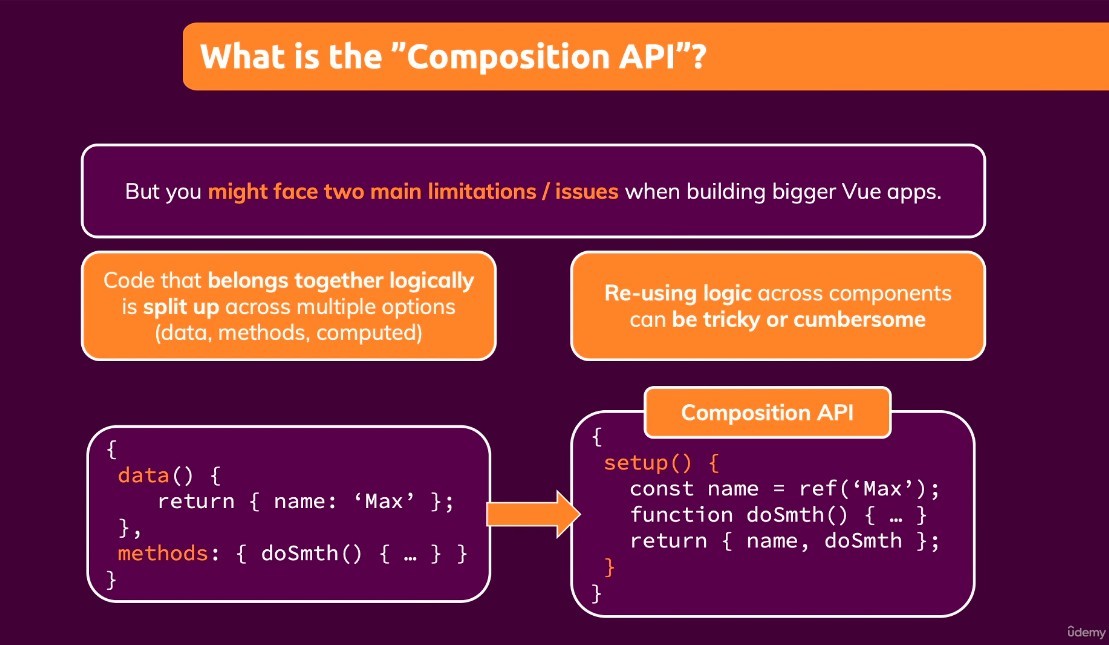 What is the ”Composition API”?
But you might face two main limitations / issues when building bigger Vue apps.
Code that belongs together logically
is split up across multiple options
(data, methods, computed)
Re-using logic across components
can be tricky or cumbersome
{
data() {
return { name: ‘Max’ };
},
methods: { doSmth() { … } }
}
Composition API
{
setup() {
const name = ref(‘Max’);
function doSmth() { … }
return { name, doSmth };
}
}
ûdemy